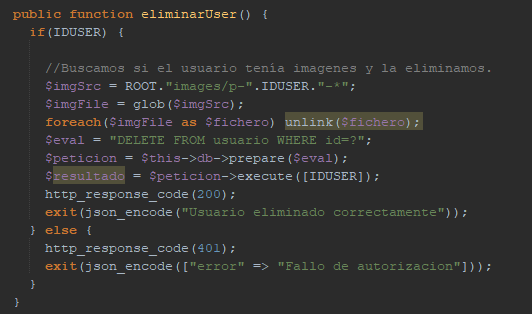 public function eliminarUser() {
if(IDUSER) {
//Buscamos si el usuario tenía imagenes y la eliminamos.
$imgSrc = ROOT."images/p-".IDUSER."-*";
$imgFile = glob($imgSrc);
foreach($imgFile as $fichero) unlink($fichero);
$eval = "DELETE FROM usuario WHERE id=?";
$peticion = $this->db->prepare($eval);
$resultado = $peticion->execute([IDUSER]);
http_response_code(200);
exit(json_encode("Usuario eliminado correctamente"));
} else {
http_response_code(401);
exit(json_encode(["error" => "Fallo de autorizacion"]));
}
}